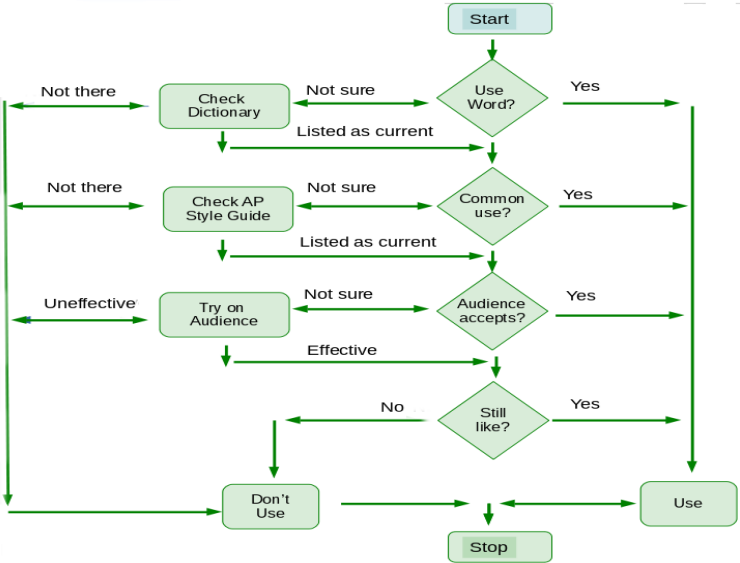 Start
Use
Word?
Yes
Not sure
Check
Dictionary
Not there
Listed as current
Common
use?
Yes
Not sure
Check AP
Style Guide
Not there
Listed as current
Audience
accepts?
Yes
Not sure
Try on
Audience
Uneffective
Effective
Still
like?
Yes
No
Don't
Use
Use
Stop